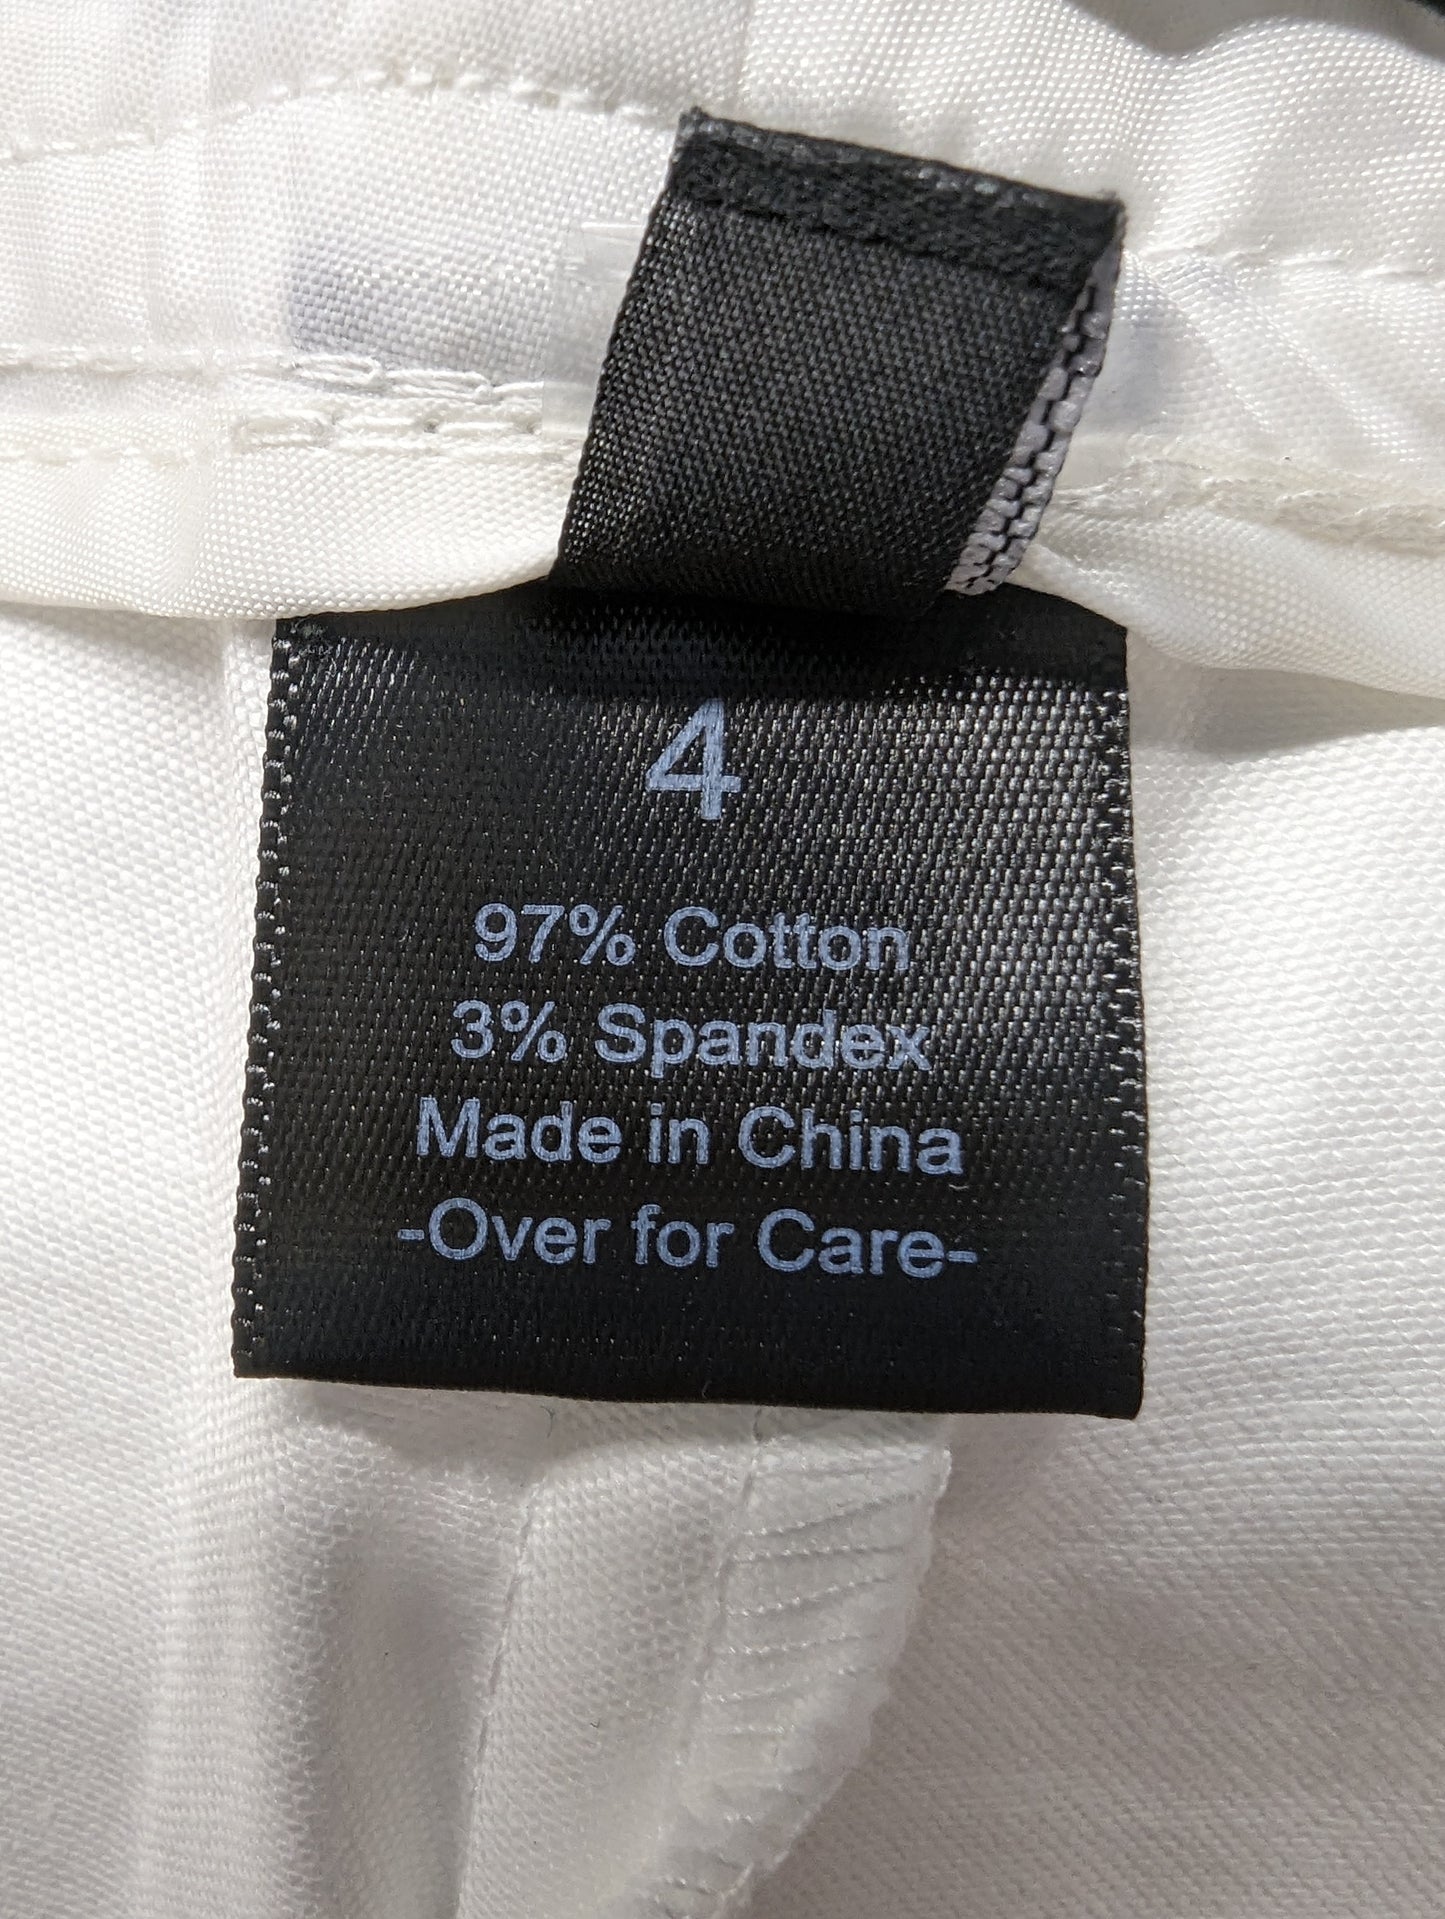 4
97% Cotton
3% Spandex
Made in China
-Over for Care-